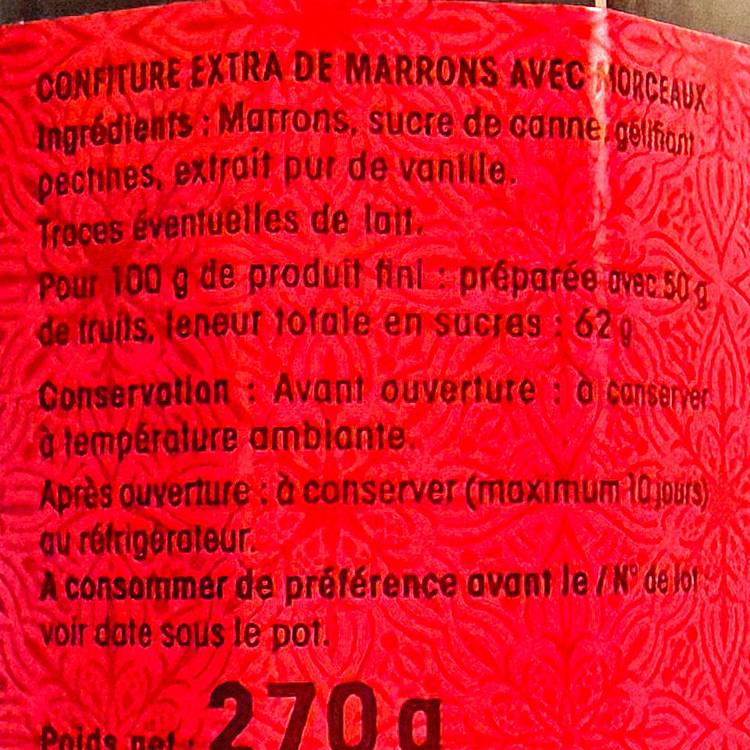 CONFITURE EXTRA DE MARRONS AVEC MORCEAUX
Ingrédients : Marrons, sucre de canne, gélifiant :
pectines, extrait pur de vanille.
Traces éventuelles de lait.
Pour 100 g de produit fini : préparée avec 50 g
de fruits, teneur totale en sucres : 62 g
Conservation : Avant ouverture : à conserver
à température ambiante.
Après ouverture : à conserver (maximum 10 jours)
au réfrigérateur.
A consommer de préférence avant le / N° de lot :
voir date sous le pot.
Poids net : 270 g